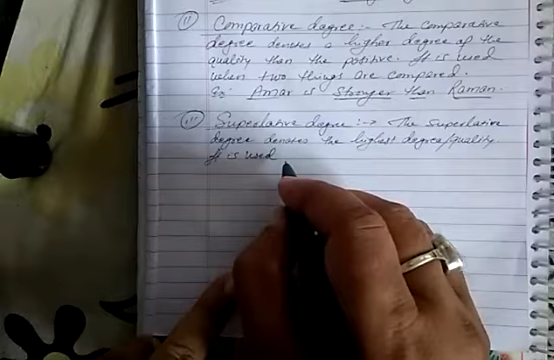 (ii) Comparative degree :- The Comparative
degree denotes a higher degree of the
quality than the positive. It is used
when two things are compared.
Eg: Amar is Stronger than Raman.
(iii) Superlative degree :-> The Superlative
degree denotes the highest degree/quality
It is used